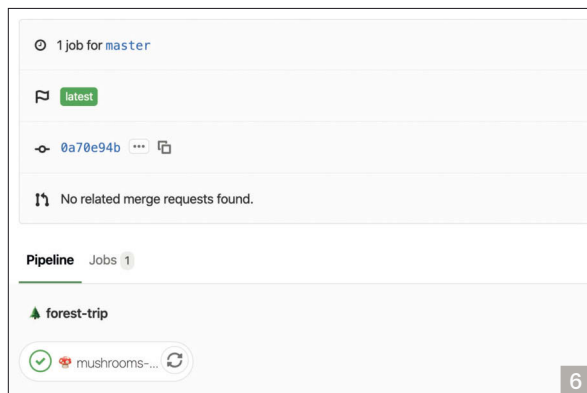 1 job for master
latest
0a70e94b ...
No related merge requests found.
Pipeline Jobs 1
forest-trip
mushrooms-...
6